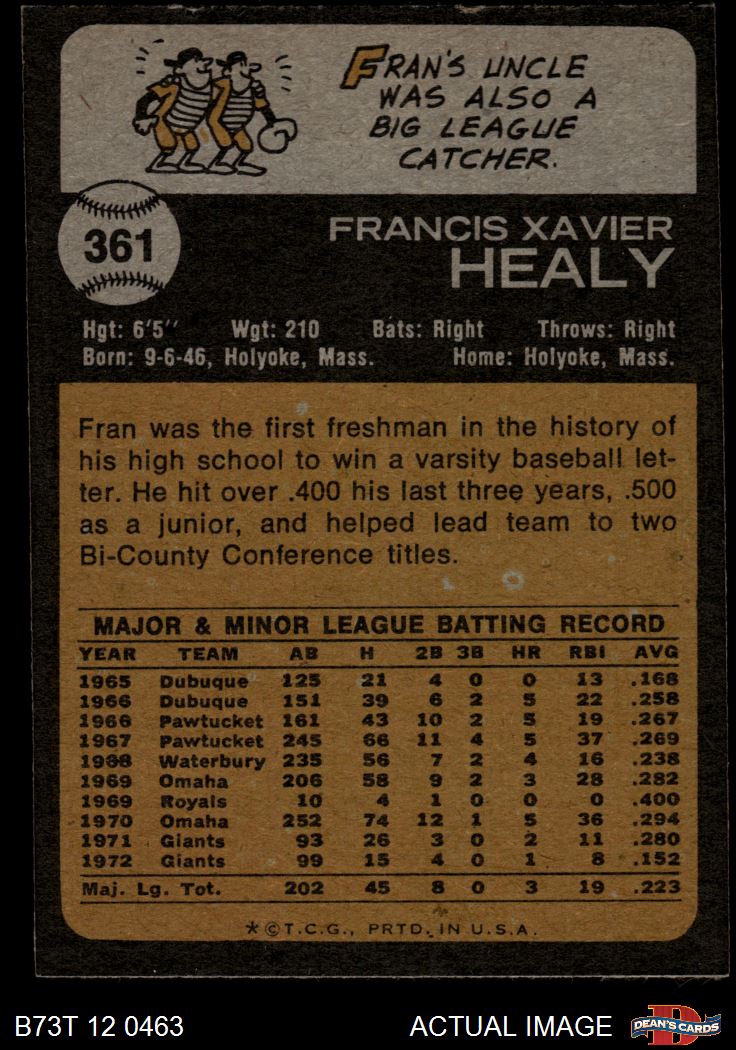 FRAN'S UNCLE
WAS ALSO A
BIG LEAGUE
CATCHER.
361
FRANCIS XAVIER
HEALY
Hgt: 6'5" Wgt: 210 Bats: Right Throws: Right
Born: 9-6-46, Holyoke, Mass. Home: Holyoke, Mass.
Fran was the first freshman in the history of
his high school to win a varsity baseball let-
ter. He hit over .400 his last three years, .500
as a junior, and helped lead team to two
Bi-County Conference titles.
MAJOR & MINOR LEAGUE BATTING RECORD
YEAR TEAM AB H 2B 3B HR RBI AVG
1965 Dubuque 125 21 4 0 0 13 .168
1966 Dubuque 151 39 6 2 5 22 .258
1966 Pawtucket 161 43 10 2 5 19 .267
1967 Pawtucket 245 66 11 4 5 37 .269
1968 Waterbury 235 56 7 2 4 16 .238
1969 Omaha 206 58 9 2 3 28 .282
1969 Royals 10 4 1 0 0 0 .400
1970 Omaha 252 74 12 1 5 36 .294
1971 Giants 93 26 3 0 2 11 .280
1972 Giants 99 15 4 0 1 8 .152
Maj. Lg. Tot. 202 45 8 0 3 19 .223
*©T.C.G., PRTD. IN U.S.A.
B73T 12 0463 ACTUAL IMAGE DEAN'S CARDS